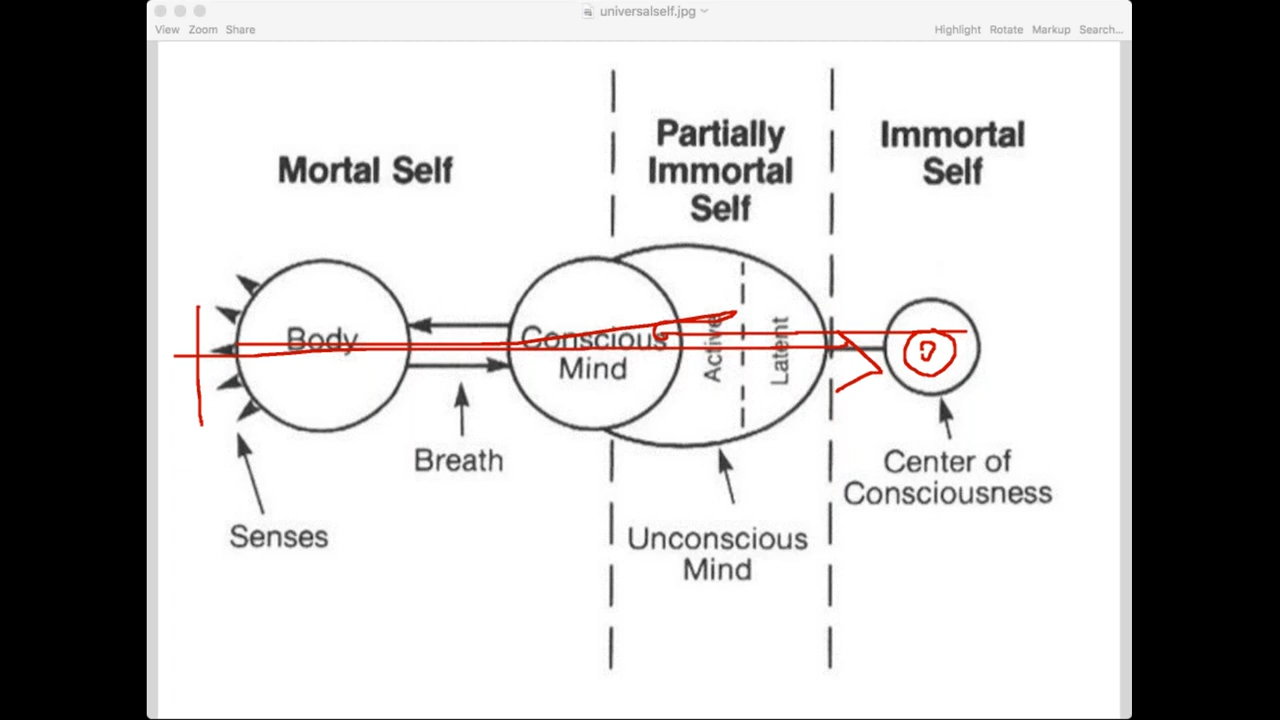 universalself.jpg
View Zoom Share
Highlight Rotate Markup Search...
Mortal Self
Partially
Immortal
Self
Immortal
Self
Body
Conscious
Mind
Active
Latent
Breath
Senses
Unconscious
Mind
Center of
Consciousness